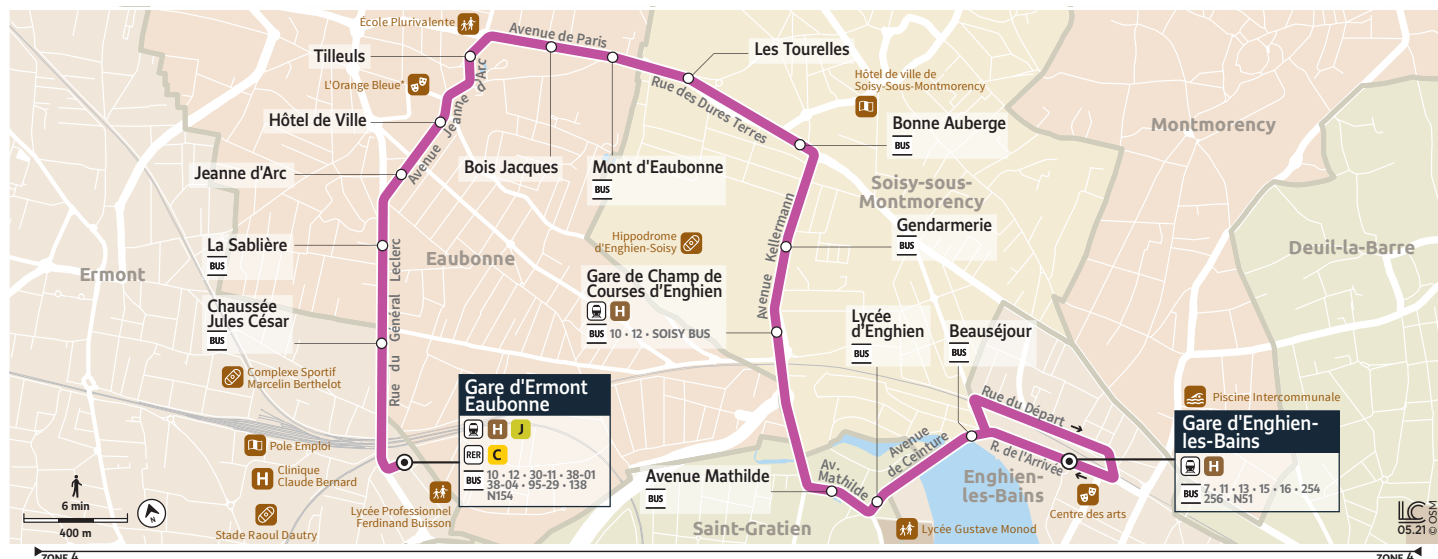 École Plurivalente
Avenue de Paris
Tilleuls
Les Tourelles
L'Orange Bleue*
Avenue Jeanne d'Arc
Rue des Dures Terres
Hôtel de ville de
Soisy-Sous-Montmorency
Hôtel de Ville
Bonne Auberge
BUS
Montmorency
Jeanne d'Arc
Bois Jacques
Mont d'Eaubonne
BUS
Soisy-sous-
Montmorency
Gendarmerie
BUS
La Sablière
BUS
Eaubonne
Ermont
Hippodrome
d'Enghien-Soisy
Avenue Kellermann
Deuil-la-Barre
Gare de Champ de
Courses d'Enghien
H
BUS 10 • 12 • SOISY BUS
Chaussée
Jules César
BUS
Rue du Général Leclerc
Lycée
d'Enghien
BUS
Beauséjour
BUS
Complexe Sportif
Marcelin Berthelot
Gare d'Ermont
Eaubonne
H J
RER C
BUS 10 • 12 • 30-11 • 38-01
38-04 • 95-29 • 138
N154
Rue du Départ →
Piscine Intercommunale
Gare d'Enghien-
les-Bains
H
BUS 7 • 11 • 13 • 15 • 16 • 254
256 • N51
Pole Emploi
H Clinique
Claude Bernard
Avenue
de Ceinture
R. de l'Arrivée
←
Avenue Mathilde
BUS
Av.
Mathilde
Enghien-
les-Bains
Centre des arts
6 min
400 m
N
Stade Raoul Dautry
Lycée Professionnel
Ferdinand Buisson
Saint-Gratien
Lycée Gustave Monod
LC
05.21 © OSM
ZONE 4
ZONE 4